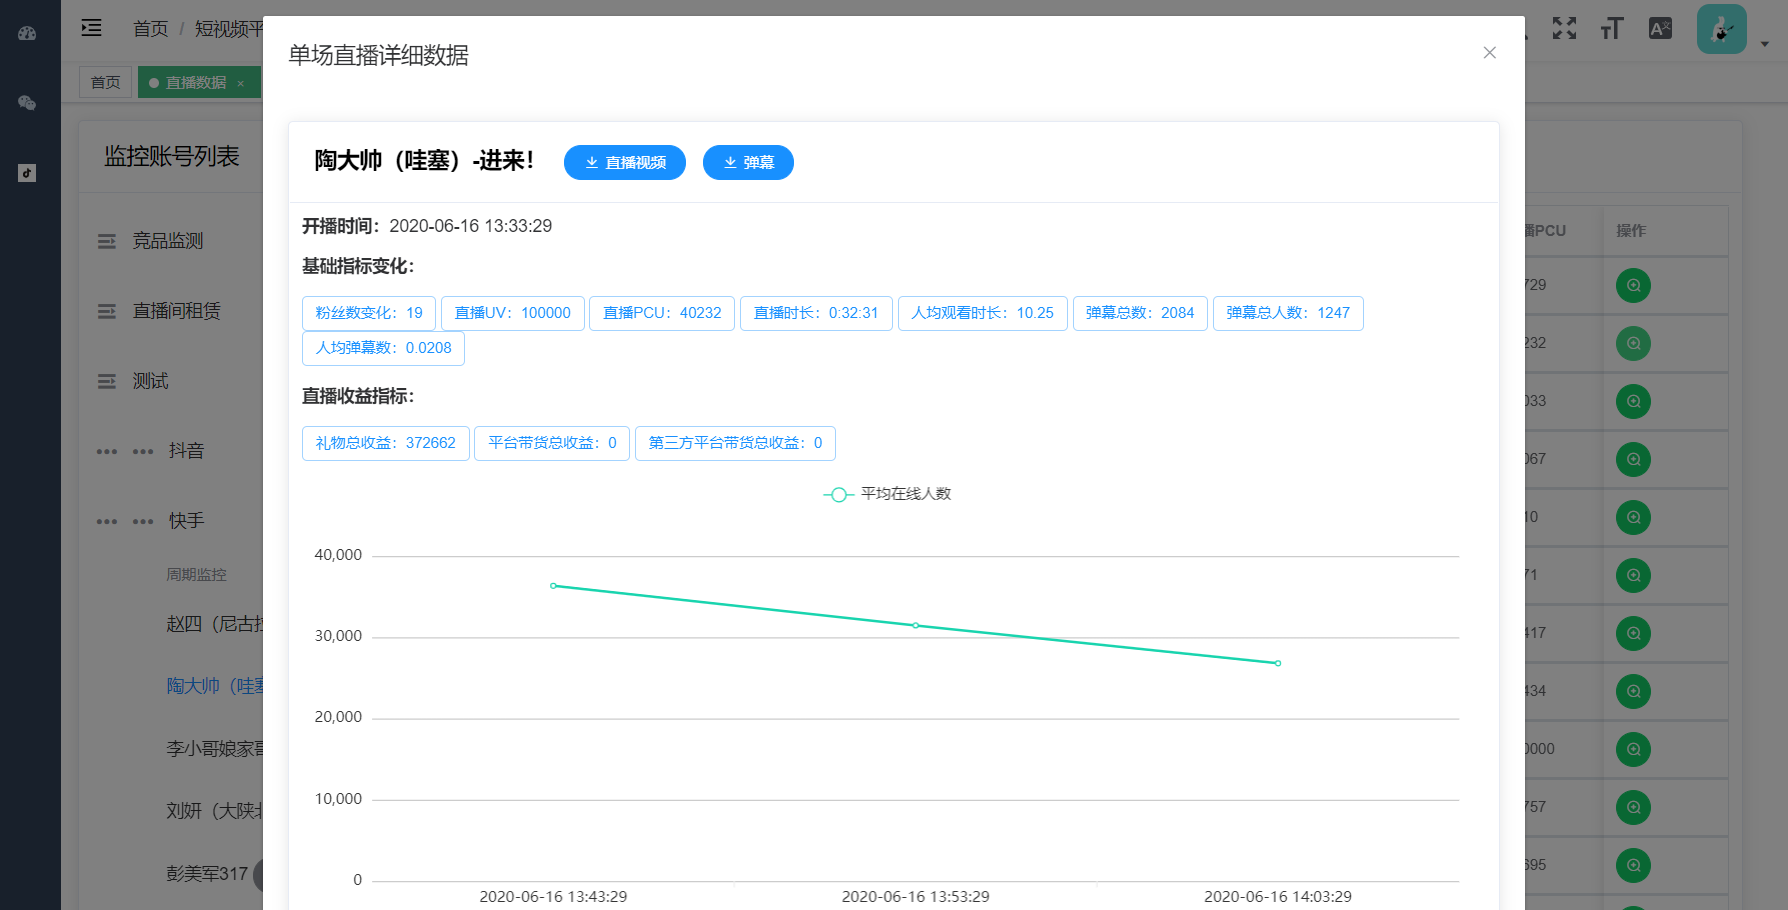 首页 / 短视频平
首页
直播数据 ×
监控账号列表
竞品监测
直播间租赁
测试
抖音
快手
周期监控
赵四（尼古拉
陶大帅（哇塞
李小哥娘家哥
刘妍（大陕北
彭美军317
单场直播详细数据
陶大帅（哇塞）-进来！
直播视频
弹幕
开播时间：2020-06-16 13:33:29
基础指标变化：
粉丝数变化：19 直播UV：100000 直播PCU：40232 直播时长：0:32:31 人均观看时长：10.25 弹幕总数：2084 弹幕总人数：1247
人均弹幕数：0.0208
直播收益指标：
礼物总收益：372662 平台带货总收益：0 第三方平台带货总收益：0
平均在线人数
40,000
30,000
20,000
10,000
0
2020-06-16 13:43:29 2020-06-16 13:53:29 2020-06-16 14:03:29
播PCU 操作
729
232
033
067
10
71
417
434
0000
757
695